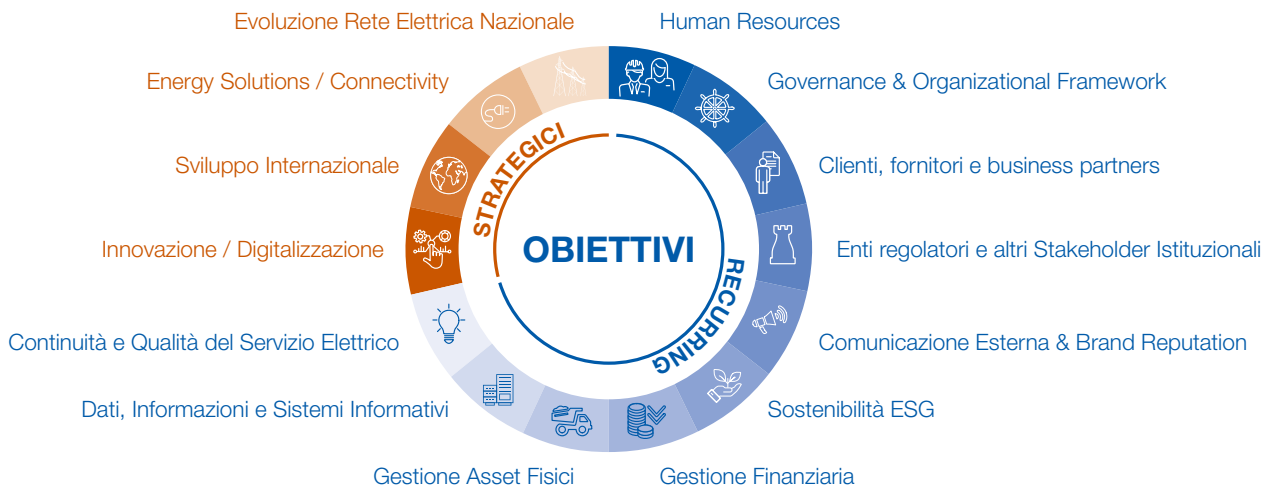 Evoluzione Rete Elettrica Nazionale
Human Resources
Energy Solutions / Connectivity
Governance & Organizational Framework
Sviluppo Internazionale
Clienti, fornitori e business partners
STRATEGICI
OBIETTIVI
RECURRING
Innovazione / Digitalizzazione
Enti regolatori e altri Stakeholder Istituzionali
Continuità e Qualità del Servizio Elettrico
Comunicazione Esterna & Brand Reputation
Dati, Informazioni e Sistemi Informativi
Sostenibilità ESG
Gestione Asset Fisici
Gestione Finanziaria